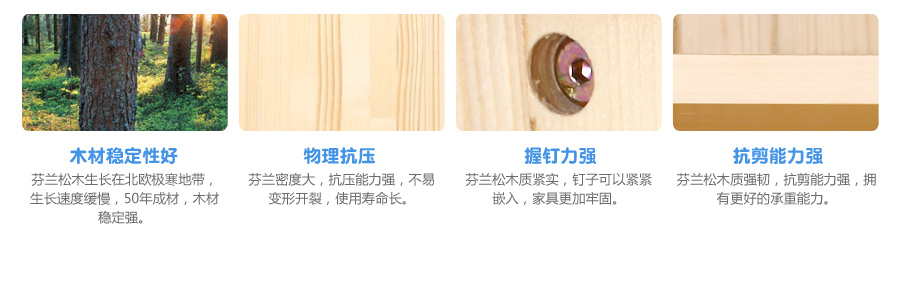 木材稳定性好
芬兰松木生长在北欧极寒地带，
生长速度缓慢，50年成材，木材
稳定强。
物理抗压
芬兰密度大，抗压能力强，不易
变形开裂，使用寿命长。
握钉力强
芬兰松木质紧实，钉子可以紧紧
嵌入，家具更加牢固。
抗剪能力强
芬兰松木质强韧，抗剪能力强，拥
有更好的承重能力。